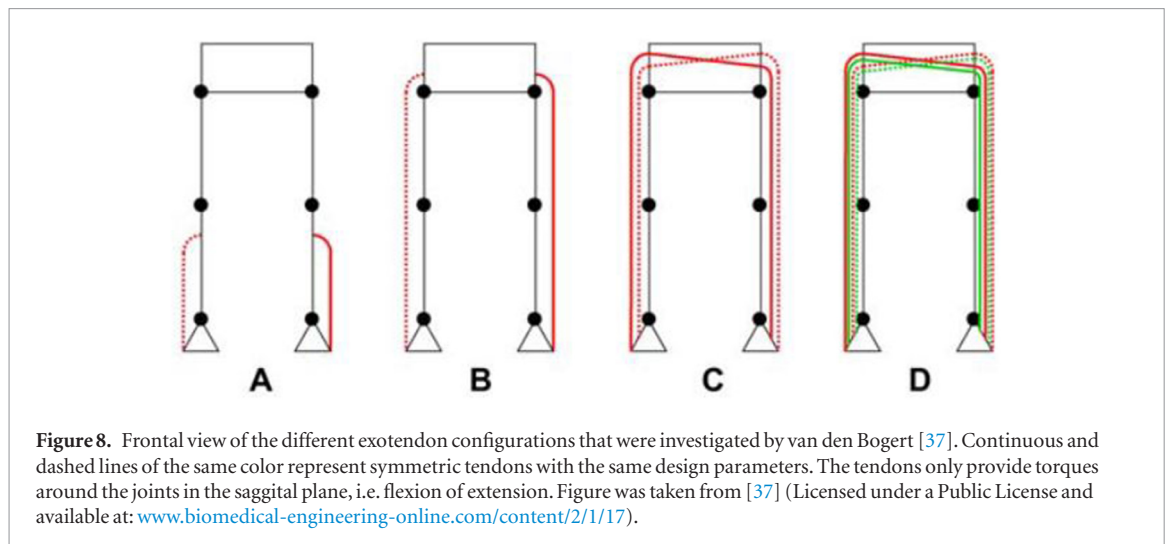 A B C D
Figure 8. Frontal view of the different exotendon configurations that were investigated by van den Bogert [37]. Continuous and
dashed lines of the same color represent symmetric tendons with the same design parameters. The tendons only provide torques
around the joints in the saggital plane, i.e. flexion of extension. Figure was taken from [37] (Licensed under a Public License and
available at: www.biomedical-engineering-online.com/content/2/1/17).